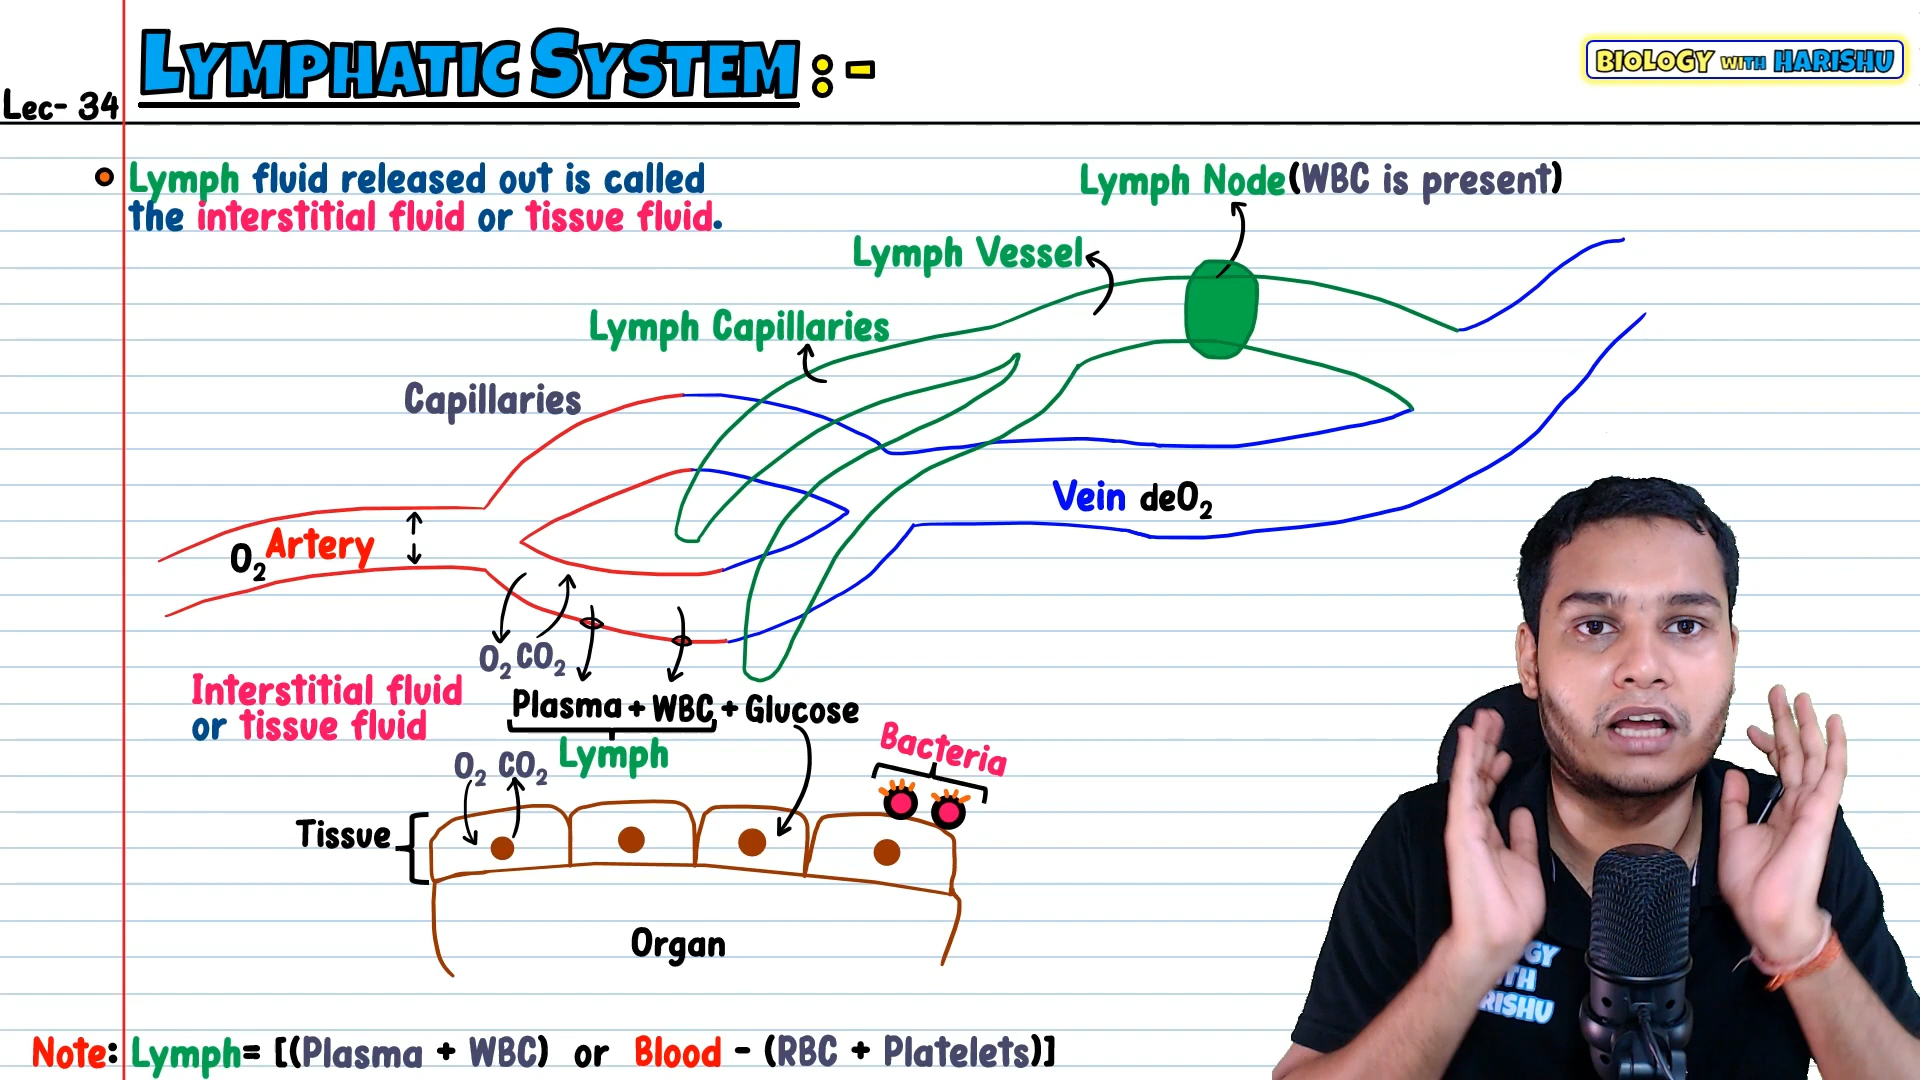 LYMPHATIC SYSTEM :-
BIOLOGY WITH HARISHU
Lec- 34
Lymph fluid released out is called
the interstitial fluid or tissue fluid.
Lymph Node(WBC is present)
Lymph Vessel
Lymph Capillaries
Capillaries
Vein deO₂
O₂ Artery
O₂ CO₂
Interstitial fluid
or tissue fluid
Plasma + WBC + Glucose
Lymph
Bacteria
O₂ CO₂
Tissue
Organ
GY
TH
RISHU
Note: Lymph= [(Plasma + WBC) or Blood - (RBC + Platelets)]